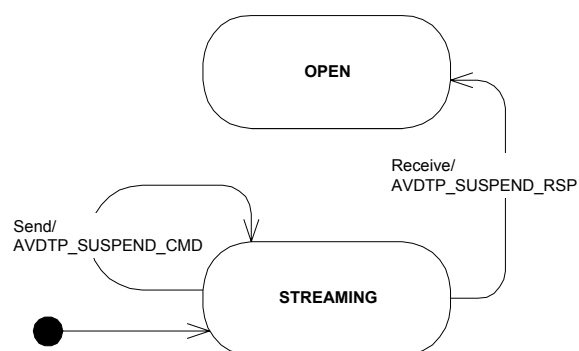 OPEN
Receive/
AVDTP_SUSPEND_RSP
Send/
AVDTP_SUSPEND_CMD
STREAMING